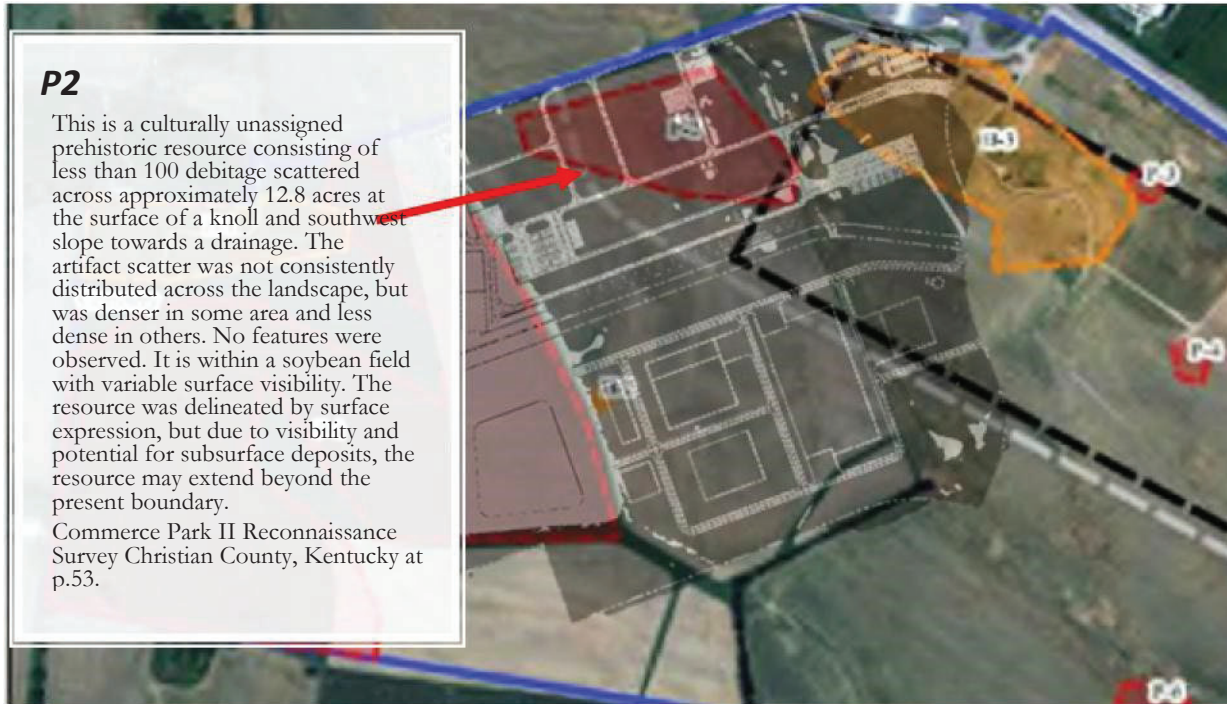 P2
This is a culturally unassigned
prehistoric resource consisting of
less than 100 debitage scattered
across approximately 12.8 acres at
the surface of a knoll and southwest
slope towards a drainage. The
artifact scatter was not consistently
distributed across the landscape, but
was denser in some area and less
dense in others. No features were
observed. It is within a soybean field
with variable surface visibility. The
resource was delineated by surface
expression, but due to visibility and
potential for subsurface deposits, the
resource may extend beyond the
present boundary.
Commerce Park II Reconnaissance
Survey Christian County, Kentucky at
p.53.
P-3
P-4